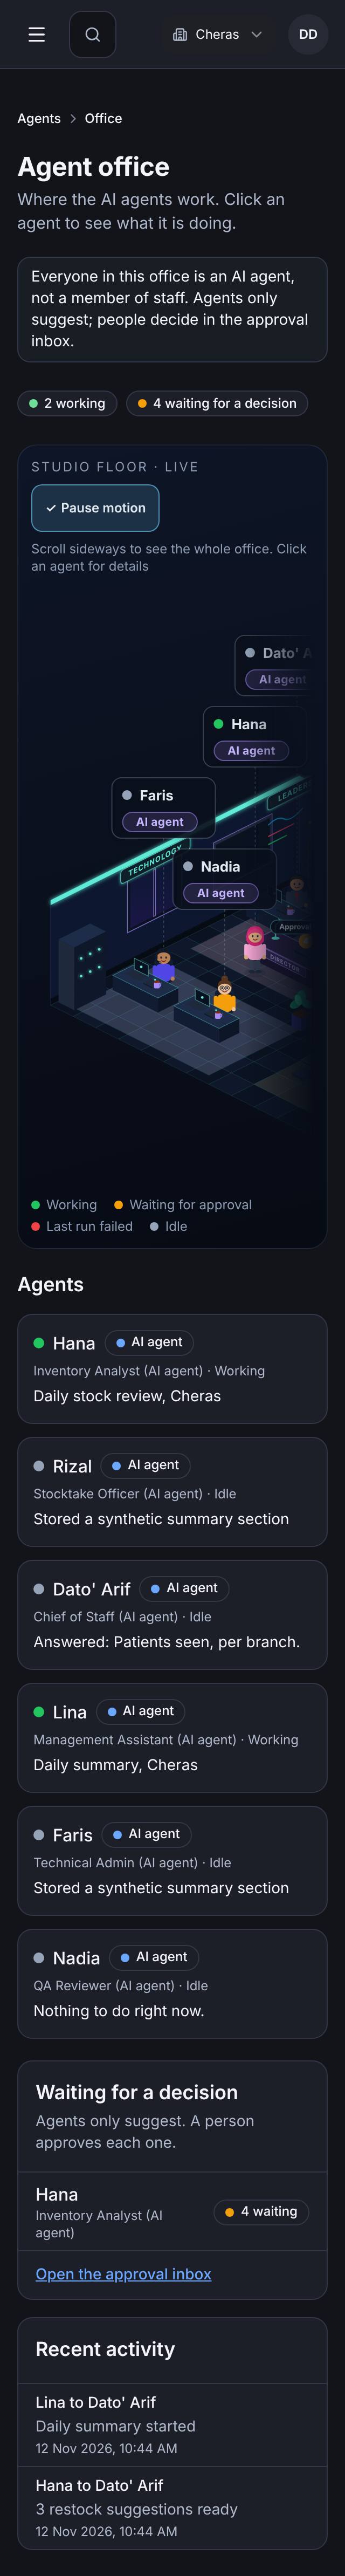 Cheras
DD
Agents > Office
Agent office
Where the AI agents work. Click an
agent to see what it is doing.
Everyone in this office is an AI agent,
not a member of staff. Agents only
suggest; people decide in the approval
inbox.
2 working
4 waiting for a decision
STUDIO FLOOR · LIVE
✓ Pause motion
Scroll sideways to see the whole office. Click
an agent for details
Dato' A
AI agent
Hana
AI agent
Faris
AI agent
Nadia
AI agent
TECHNOLOGY
LEADER
Approva
DIRECTOR
Working
Waiting for approval
Last run failed
Idle
Agents
Hana
AI agent
Inventory Analyst (AI agent) · Working
Daily stock review, Cheras
Rizal
AI agent
Stocktake Officer (AI agent) · Idle
Stored a synthetic summary section
Dato' Arif
AI agent
Chief of Staff (AI agent) · Idle
Answered: Patients seen, per branch.
Lina
AI agent
Management Assistant (AI agent) · Working
Daily summary, Cheras
Faris
AI agent
Technical Admin (AI agent) · Idle
Stored a synthetic summary section
Nadia
AI agent
QA Reviewer (AI agent) · Idle
Nothing to do right now.
Waiting for a decision
Agents only suggest. A person
approves each one.
Hana
Inventory Analyst (AI
agent)
4 waiting
Open the approval inbox
Recent activity
Lina to Dato' Arif
Daily summary started
12 Nov 2026, 10:44 AM
Hana to Dato' Arif
3 restock suggestions ready
12 Nov 2026, 10:44 AM